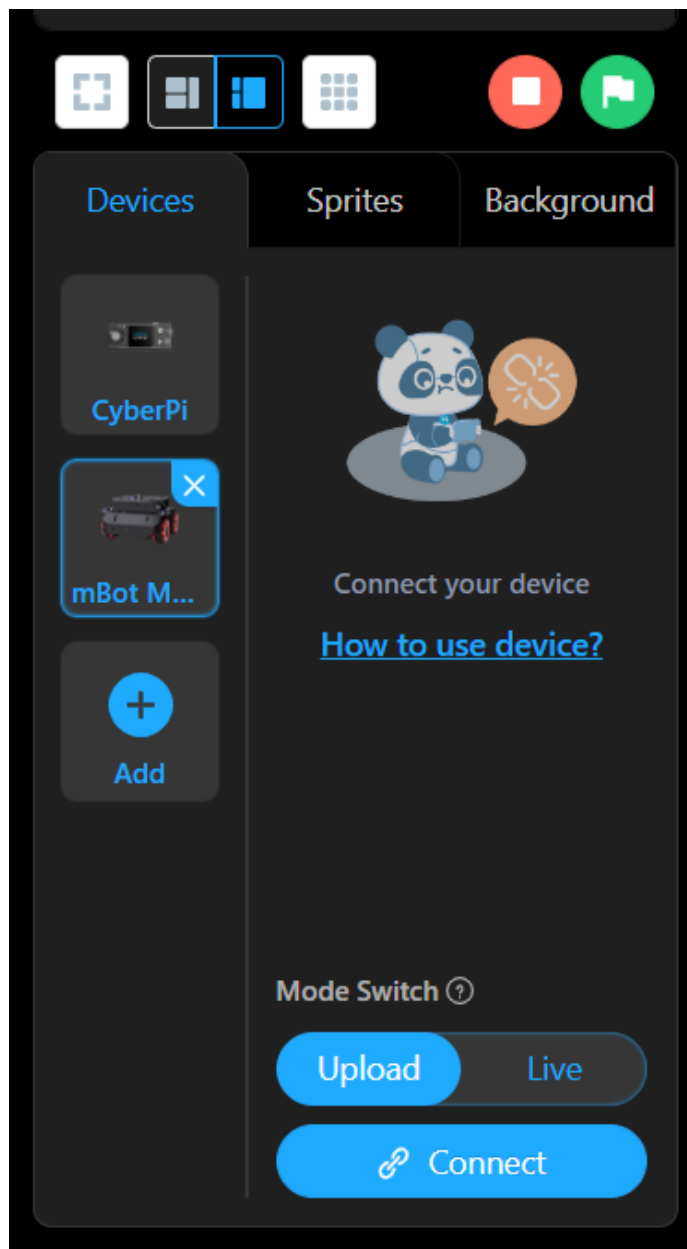 Devices
Sprites
Background
CyberPi
mBot M...
Add
Connect your device
How to use device?
Mode Switch ?
Upload
Live
Connect